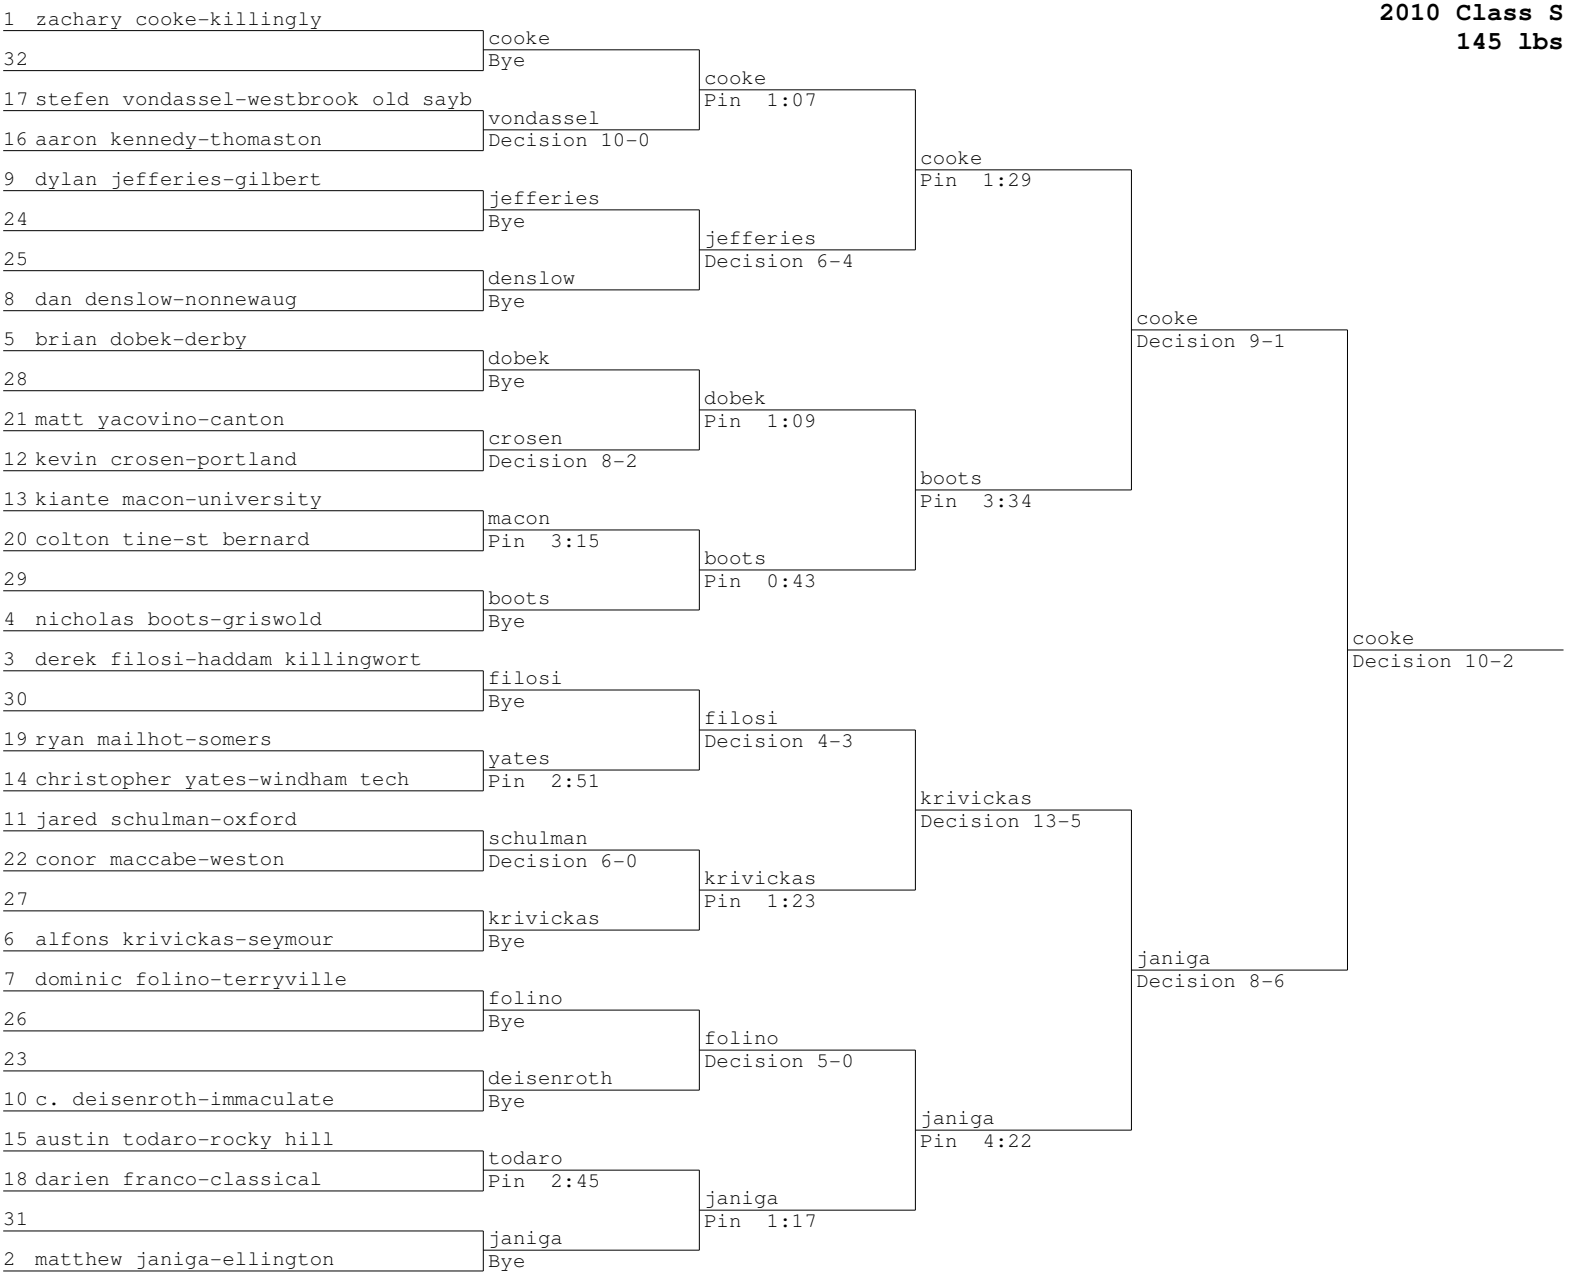 2010 Class S
145 lbs
1 zachary cooke-killingly
32
17 stefen vondassel-westbrook old sayb
16 aaron kennedy-thomaston
9 dylan jefferies-gilbert
24
25
8 dan denslow-nonnewaug
5 brian dobek-derby
28
21 matt yacovino-canton
12 kevin crosen-portland
13 kiante macon-university
20 colton tine-st bernard
29
4 nicholas boots-griswold
3 derek filosi-haddam killingwort
30
19 ryan mailhot-somers
14 christopher yates-windham tech
11 jared schulman-oxford
22 conor maccabe-weston
27
6 alfons krivickas-seymour
7 dominic folino-terryville
26
23
10 c. deisenroth-immaculate
15 austin todaro-rocky hill
18 darien franco-classical
31
2 matthew janiga-ellington
cooke
Bye
vondassel
Decision 10-0
jefferies
Bye
denslow
Bye
dobek
Bye
crosen
Decision 8-2
macon
Pin 3:15
boots
Bye
filosi
Bye
yates
Pin 2:51
schulman
Decision 6-0
krivickas
Bye
folino
Bye
deisenroth
Bye
todaro
Pin 2:45
janiga
Bye
cooke
Pin 1:07
jefferies
Decision 6-4
dobek
Pin 1:09
boots
Pin 0:43
filosi
Decision 4-3
krivickas
Pin 1:23
folino
Decision 5-0
janiga
Pin 1:17
cooke
Pin 1:29
boots
Pin 3:34
krivickas
Decision 13-5
janiga
Pin 4:22
cooke
Decision 9-1
janiga
Decision 8-6
cooke
Decision 10-2